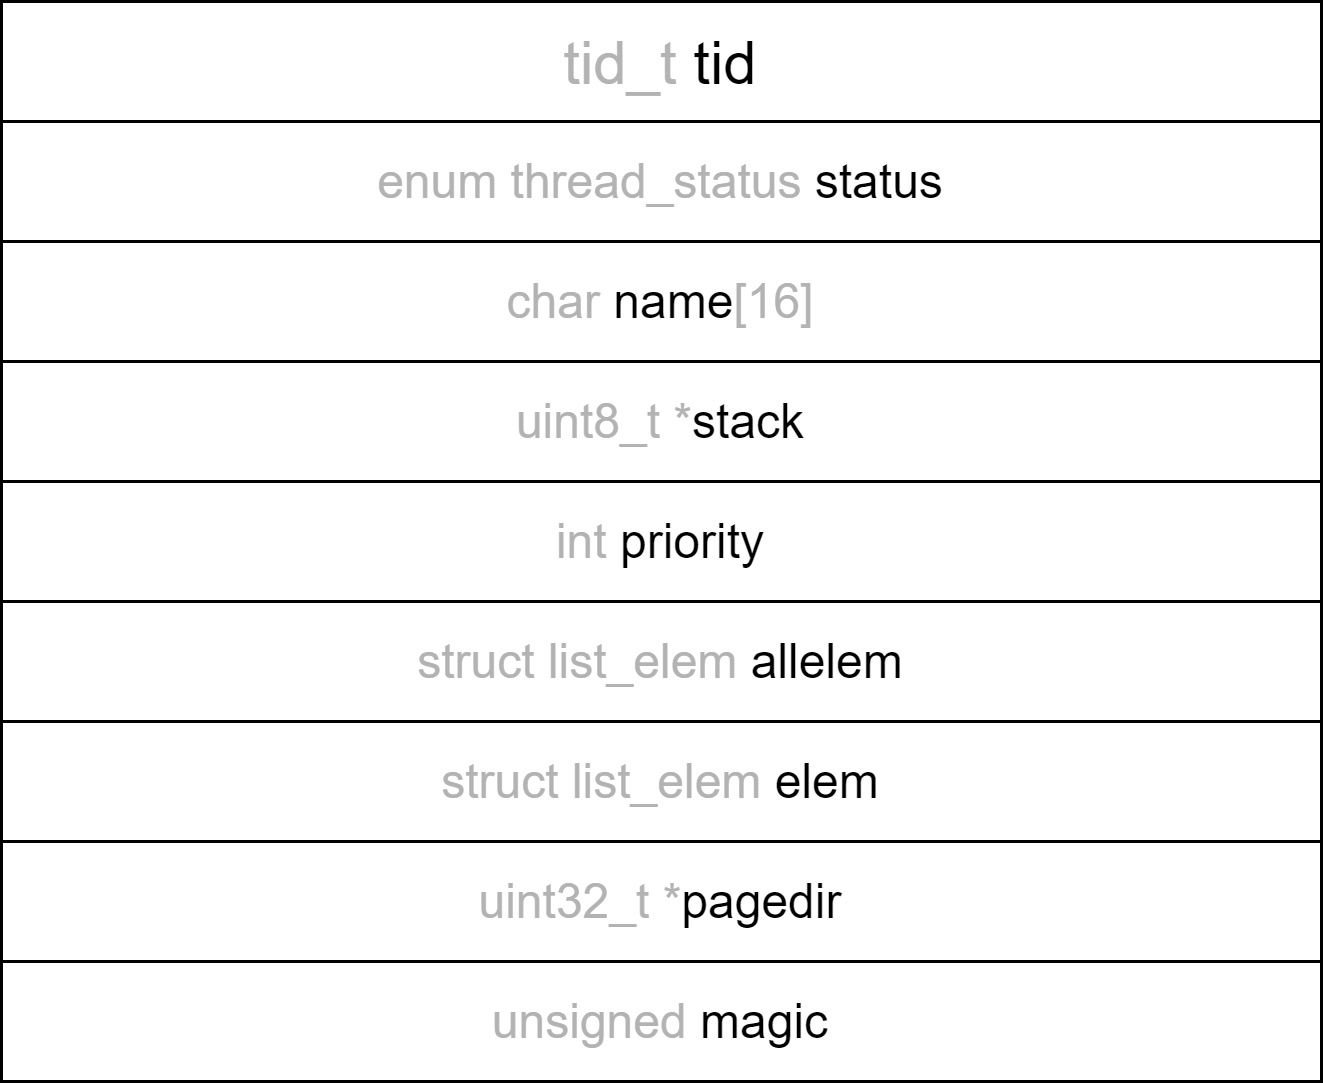 tid_t tid
enum thread_status status
char name[16]
uint8_t *stack
int priority
struct list_elem allelem
struct list_elem elem
uint32_t *pagedir
unsigned magic